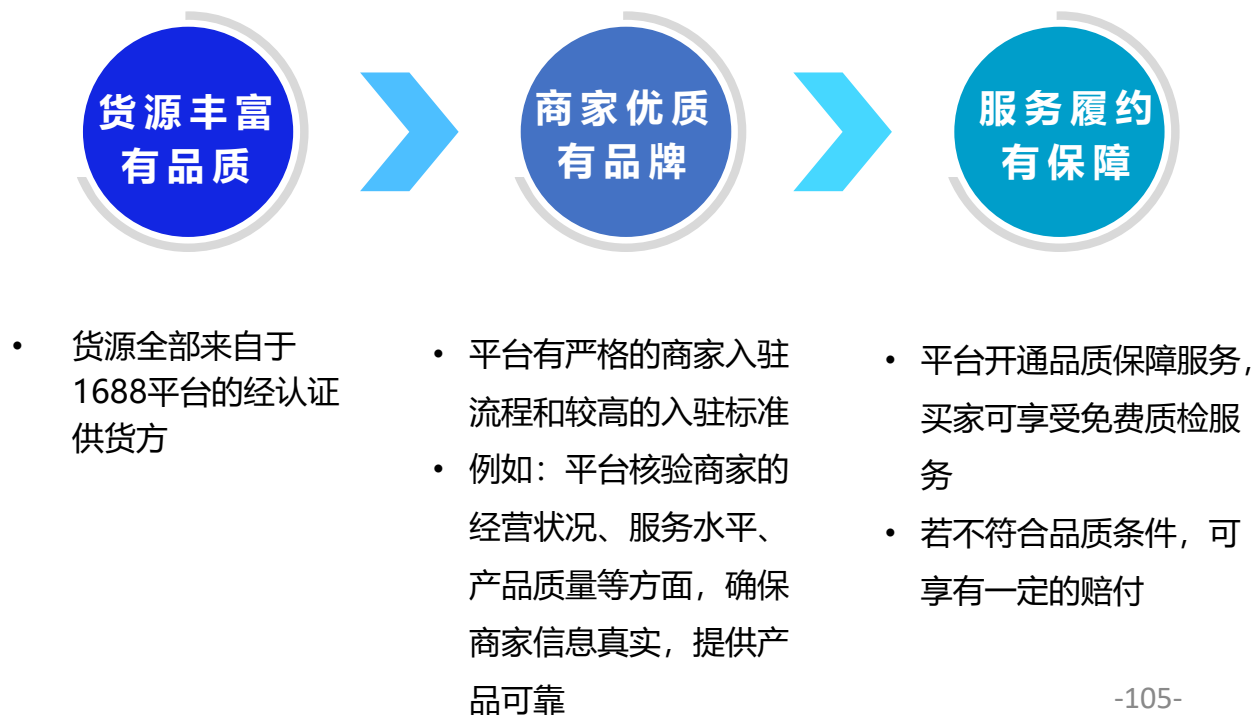 货源丰富
有品质
商家优质
有品牌
服务履约
有保障
• 货源全部来自于
1688平台的经认证
供货方
• 平台有严格的商家入驻
流程和较高的入驻标准
• 例如：平台核验商家的
经营状况、服务水平、
产品质量等方面，确保
商家信息真实，提供产
品可靠
• 平台开通品质保障服务，
买家可享受免费质检服
务
• 若不符合品质条件，可
享有一定的赔付
-105-